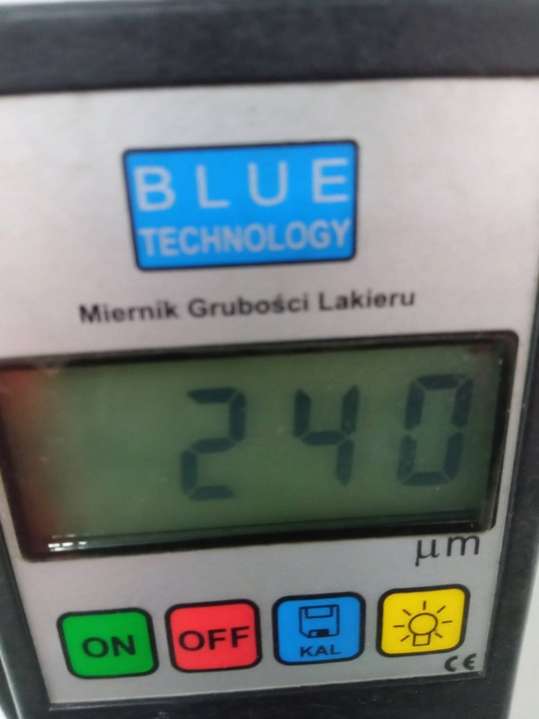 BLUE
TECHNOLOGY
Miernik Grubości Lakieru
240
μm
ON OFF KAL
CE